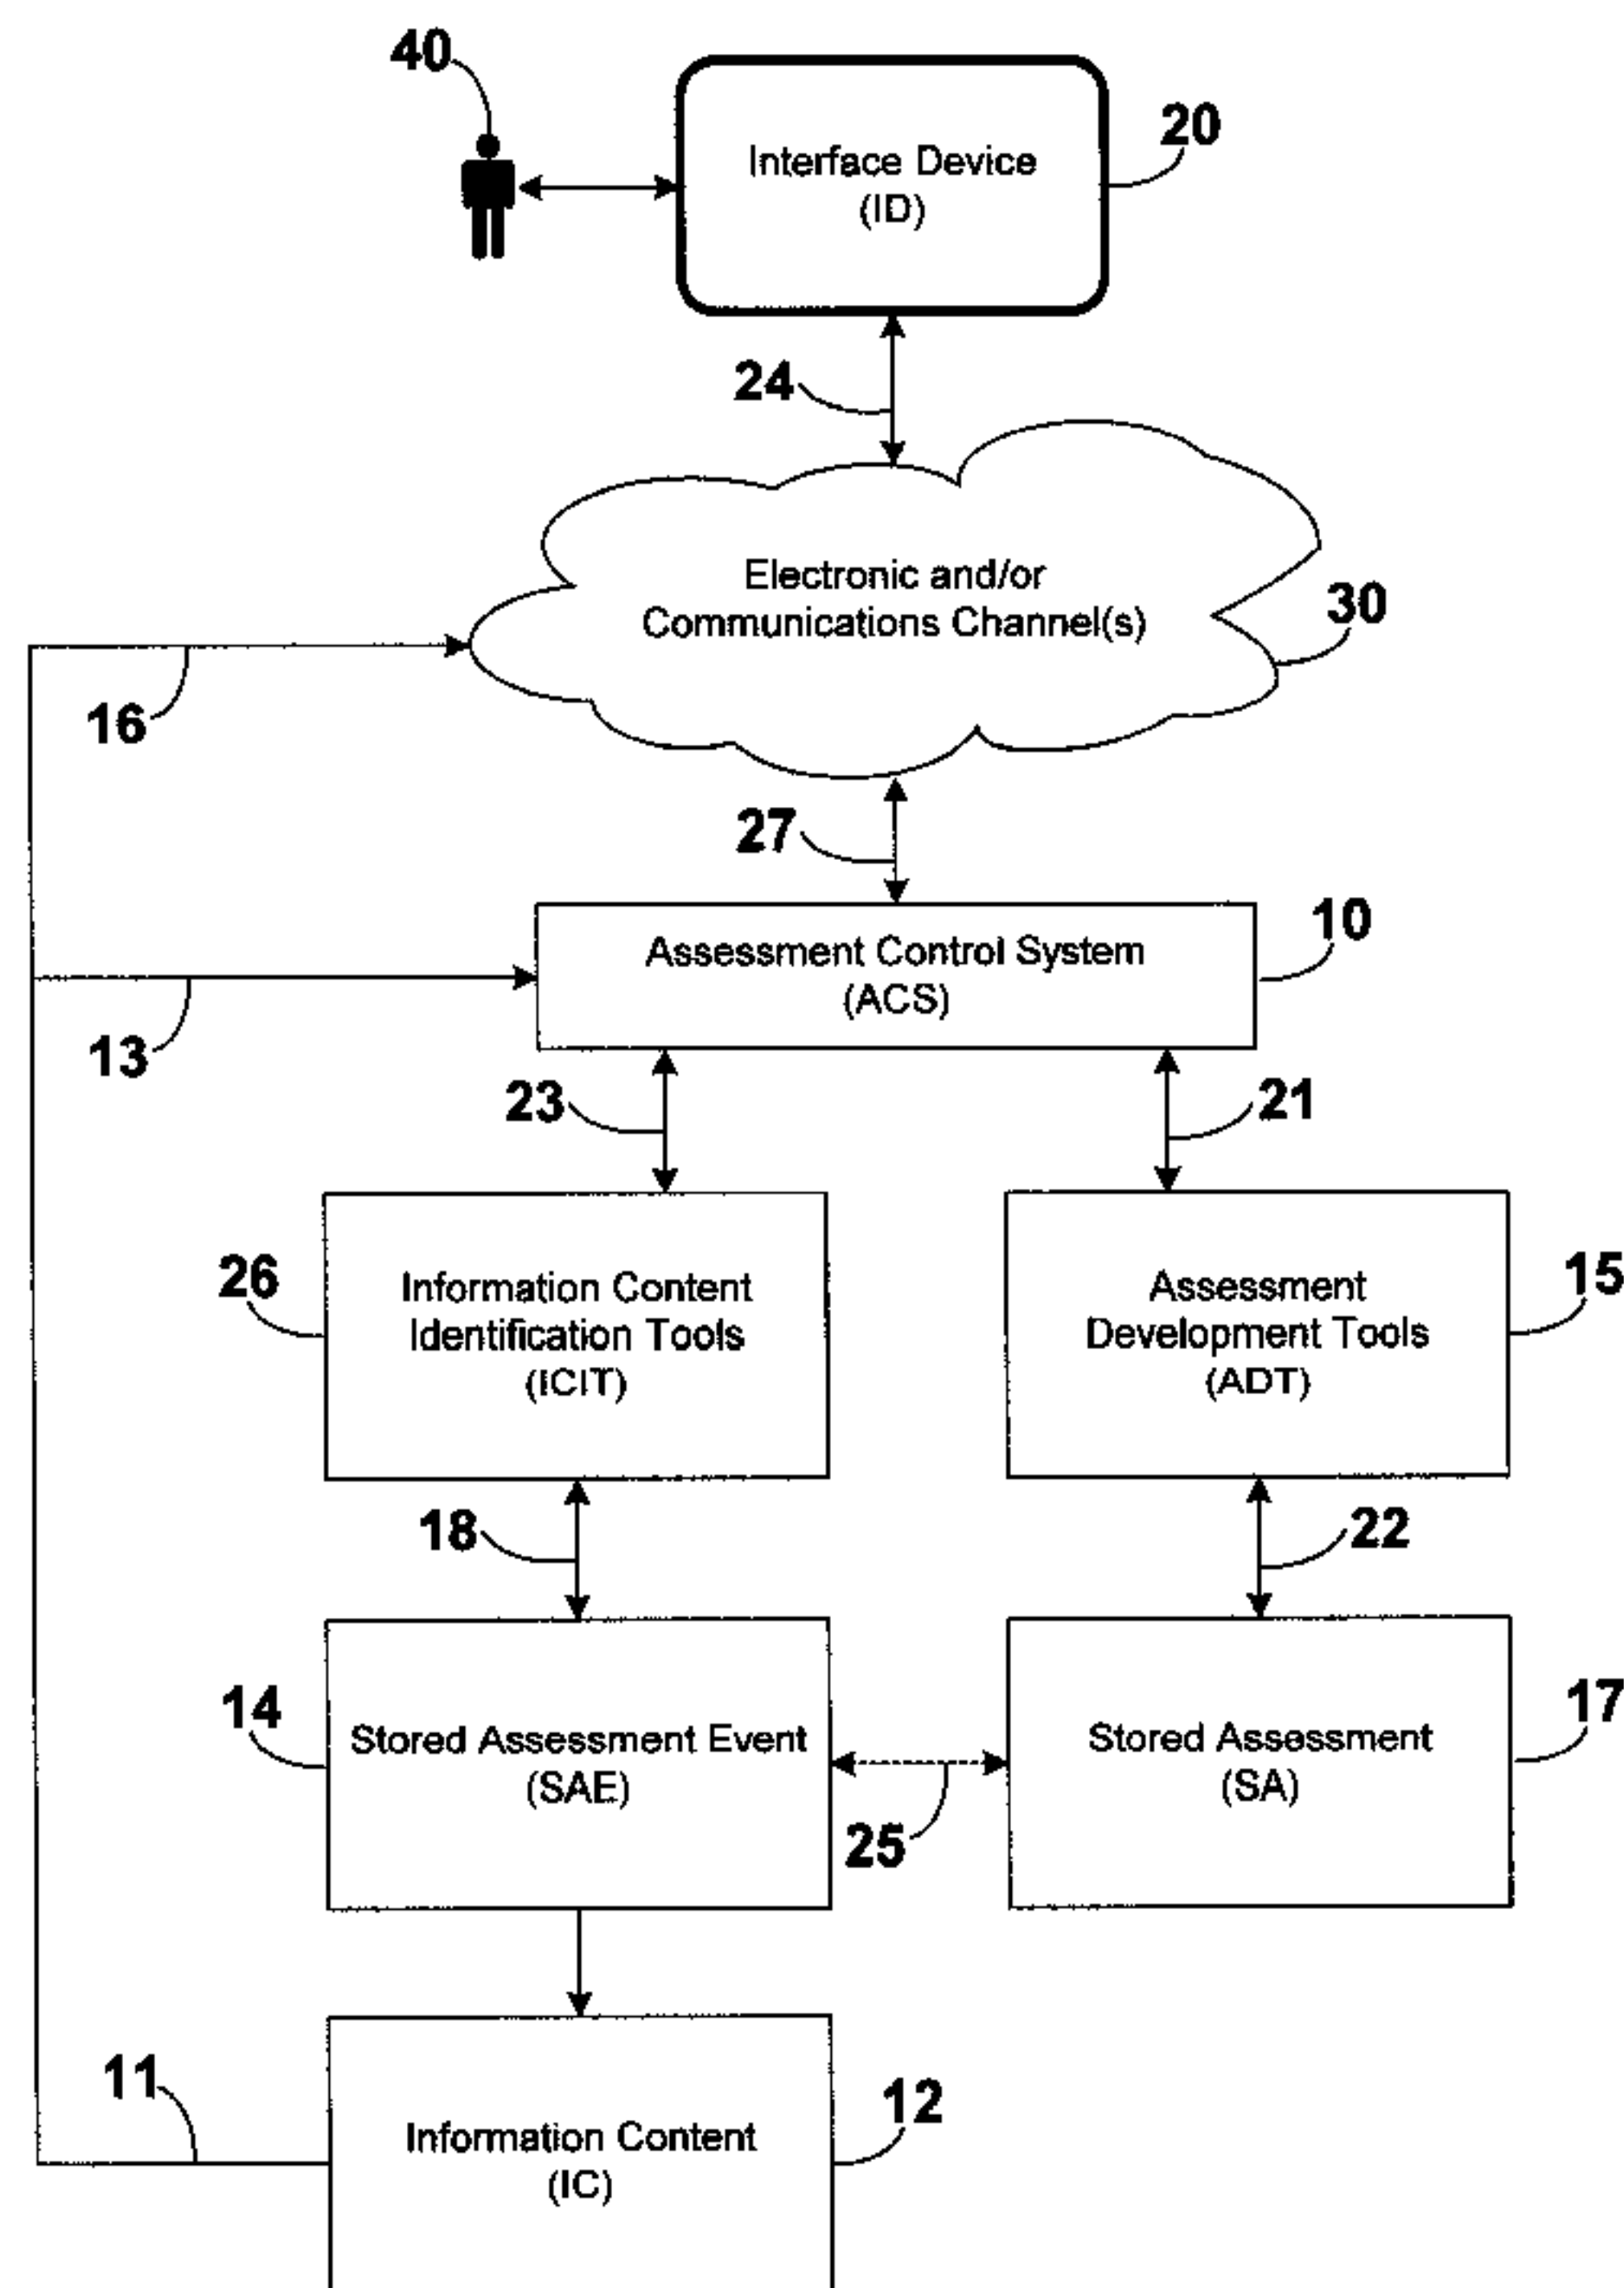 40
20
Interface Device
(ID)
24
Electronic and/or
Communications Channel(s)
30
16
27
10
Assessment Control System
(ACS)
13
23
21
26
Information Content
Identification Tools
(ICIT)
15
Assessment
Development Tools
(ADT)
18
22
14
Stored Assessment Event
(SAE)
17
Stored Assessment
(SA)
25
11
12
Information Content
(IC)